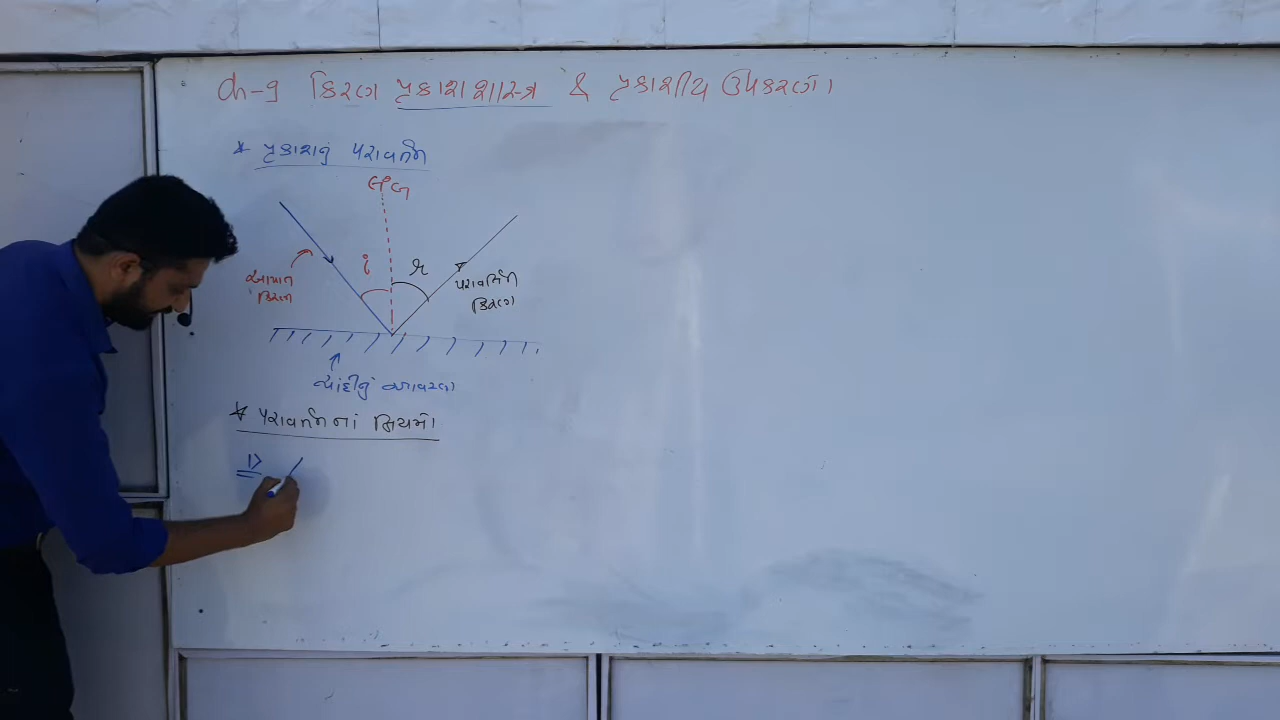 Ch-9 કિરણ પ્રકાશશાસ્ત્ર & પ્રકાશીય ઉપકરણો
* પ્રકાશનું પરાવર્તન
લંબ
i r
આપાત
કિરણ
પરાવર્તિત
કિરણ
ચાંદીનું આવરણ
* પરાવર્તનનાં નિયમો
1>